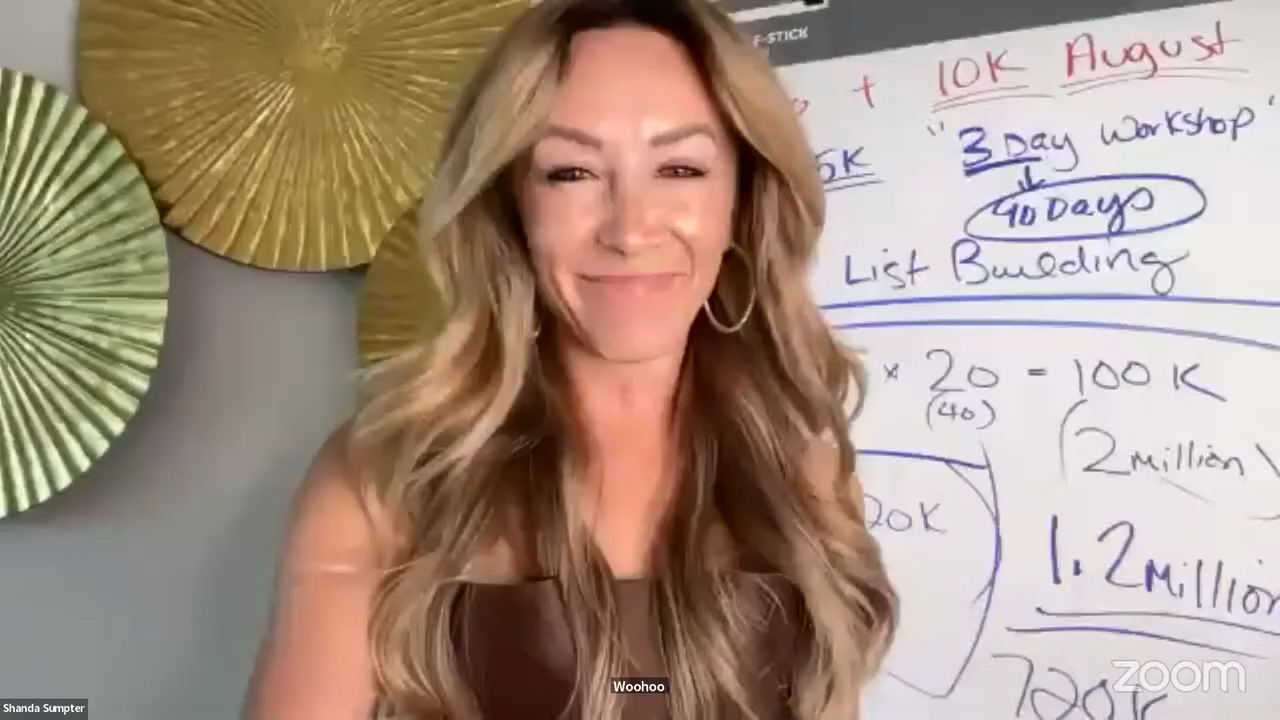 F-STICK
+ 10K August
5K "3 Day Workshop"
40 Days
List Building
x 20 = 100 K
(40)
(2 Million)
20K
1.2 Million
720K
zoom
Woohoo
Shanda Sumpter